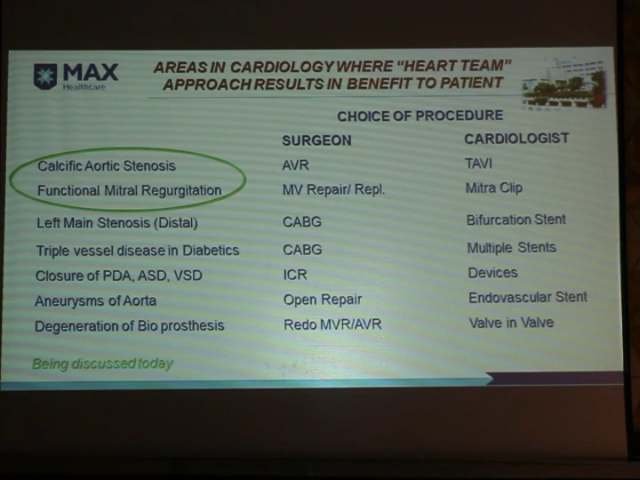 MAX
Healthcare
AREAS IN CARDIOLOGY WHERE "HEART TEAM"
APPROACH RESULTS IN BENEFIT TO PATIENT
CHOICE OF PROCEDURE
SURGEON CARDIOLOGIST
Calcific Aortic Stenosis AVR TAVI
Functional Mitral Regurgitation MV Repair/ Repl. Mitra Clip
Left Main Stenosis (Distal) CABG Bifurcation Stent
Triple vessel disease in Diabetics CABG Multiple Stents
Closure of PDA, ASD, VSD ICR Devices
Aneurysms of Aorta Open Repair Endovascular Stent
Degeneration of Bio prosthesis Redo MVR/AVR Valve in Valve
Being discussed today